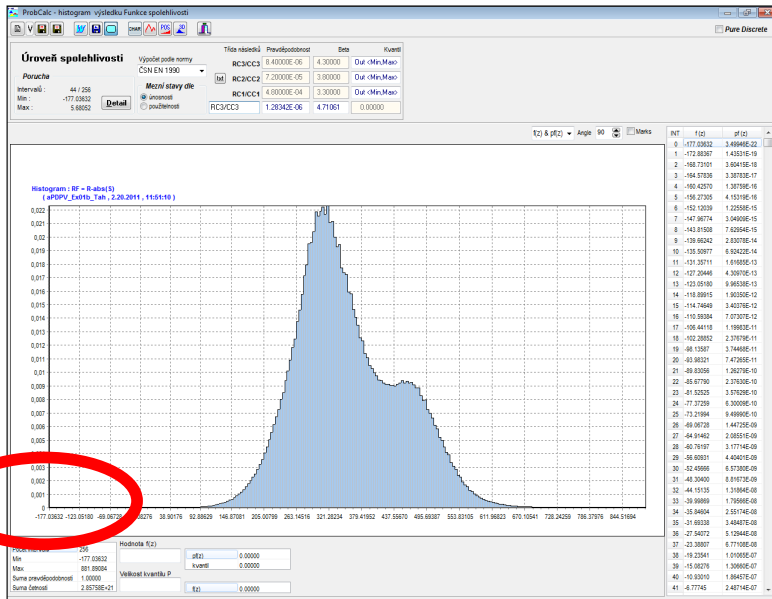 ProbCalc - histogram výsledku Funkce spolehlivosti
CHAR POS
Pure Discrete
Úroveň spolehlivosti
Porucha
Intervalů : 44 / 256
Min : -177.03632
Max : 5.68052
Detail
Výpočet podle normy
ČSN EN 1990
Mezní stavy dle
únosnosti
použitelnosti
Třída následků Pravděpodobnost Beta Kvantil
RC3/CC3 8.40000E-06 4.30000 Out <Min,Max>
txt RC2/CC2 7.20000E-05 3.80000 Out <Min,Max>
RC1/CC1 4.80000E-04 3.30000 Out <Min,Max>
RC3/CC3 1.28342E-06 4.71061 0.00000
f(z) & pf(z) Angle 90 Marks
Histogram : RF = R-abs(S)
( aPDPV_Ex01b_Tah , 2.20.2011 , 11:51:10 )
0,022
0,021
0,02
0,019
0,018
0,017
0,016
0,015
0,014
0,013
0,012
0,011
0,01
0,009
0,008
0,007
0,006
0,005
0,004
0,003
0,002
0,001
0
-177.03632 -123.05180 -69.06728 38.90176 92.88629 146.87081 205.00799 263.14516 321.28234 379.41952 437.55670 495.69387 553.83105 611.96823 670.10541 728.24259 786.37976 844.51694
INT f (z) pf (z)
0 -177.03632 3.49946E-22
1 -172.88367 1.43531E-19
2 -168.73101 3.60415E-18
3 -164.57836 3.38783E-17
4 -160.42570 1.38759E-16
5 -156.27305 4.15319E-16
6 -152.12039 1.22558E-15
7 -147.96774 3.04909E-15
8 -143.81508 7.62954E-15
9 -139.66242 2.83078E-14
10 -135.50977 6.92422E-14
11 -131.35711 1.61685E-13
12 -127.20446 4.30970E-13
13 -123.05180 9.96538E-13
14 -118.89915 1.90350E-12
15 -114.74649 3.40376E-12
16 -110.59384 7.07307E-12
17 -106.44118 1.19983E-11
18 -102.28852 2.37679E-11
19 -98.13587 3.74468E-11
20 -93.98321 7.47265E-11
21 -89.83056 1.26279E-10
22 -85.67790 2.37630E-10
23 -81.52525 3.57629E-10
24 -77.37259 6.30009E-10
25 -73.21994 9.49990E-10
26 -69.06728 1.44725E-09
27 -64.91462 2.08551E-09
28 -60.76197 3.17714E-09
29 -56.60931 4.40401E-09
30 -52.45666 6.57380E-09
31 -48.30400 8.81673E-09
32 -44.15135 1.31864E-08
33 -39.99869 1.79566E-08
34 -35.84604 2.55174E-08
35 -31.69338 3.48487E-08
36 -27.54072 5.12944E-08
37 -23.38807 6.77108E-08
38 -19.23541 1.01065E-07
39 -15.08276 1.30660E-07
40 -10.93010 1.86457E-07
41 -6.77745 2.48714E-07
256
Min -177.03632
Max 881.89084
Suma pravděpodobností 1.00000
Suma četností 2.85758E+21
Hodnota f(z)
pf(z) 0.00000
kvantil 0.00000
Velikost kvantilu P
f(z) 0.00000